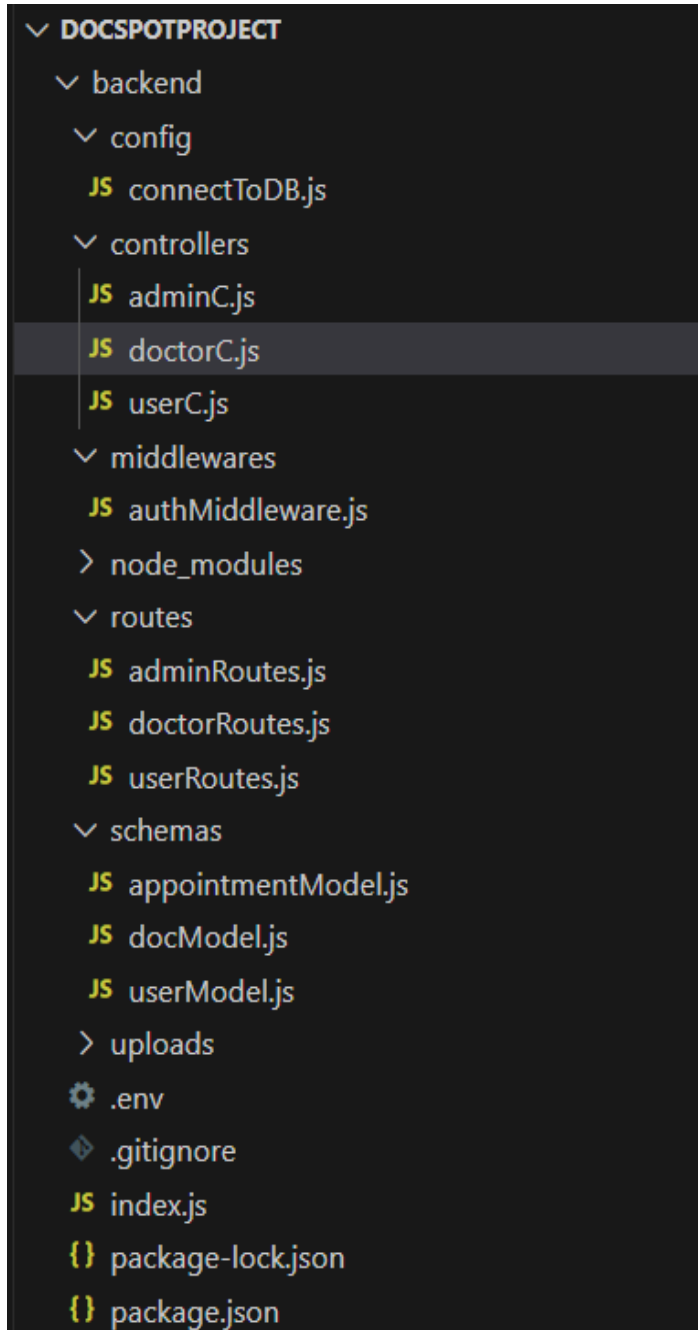 DOCSPOTPROJECT
backend
config
JS connectToDB.js
controllers
JS adminC.js
JS doctorC.js
JS userC.js
middlewares
JS authMiddleware.js
node_modules
routes
JS adminRoutes.js
JS doctorRoutes.js
JS userRoutes.js
schemas
JS appointmentModel.js
JS docModel.js
JS userModel.js
uploads
.env
.gitignore
JS index.js
{} package-lock.json
{} package.json